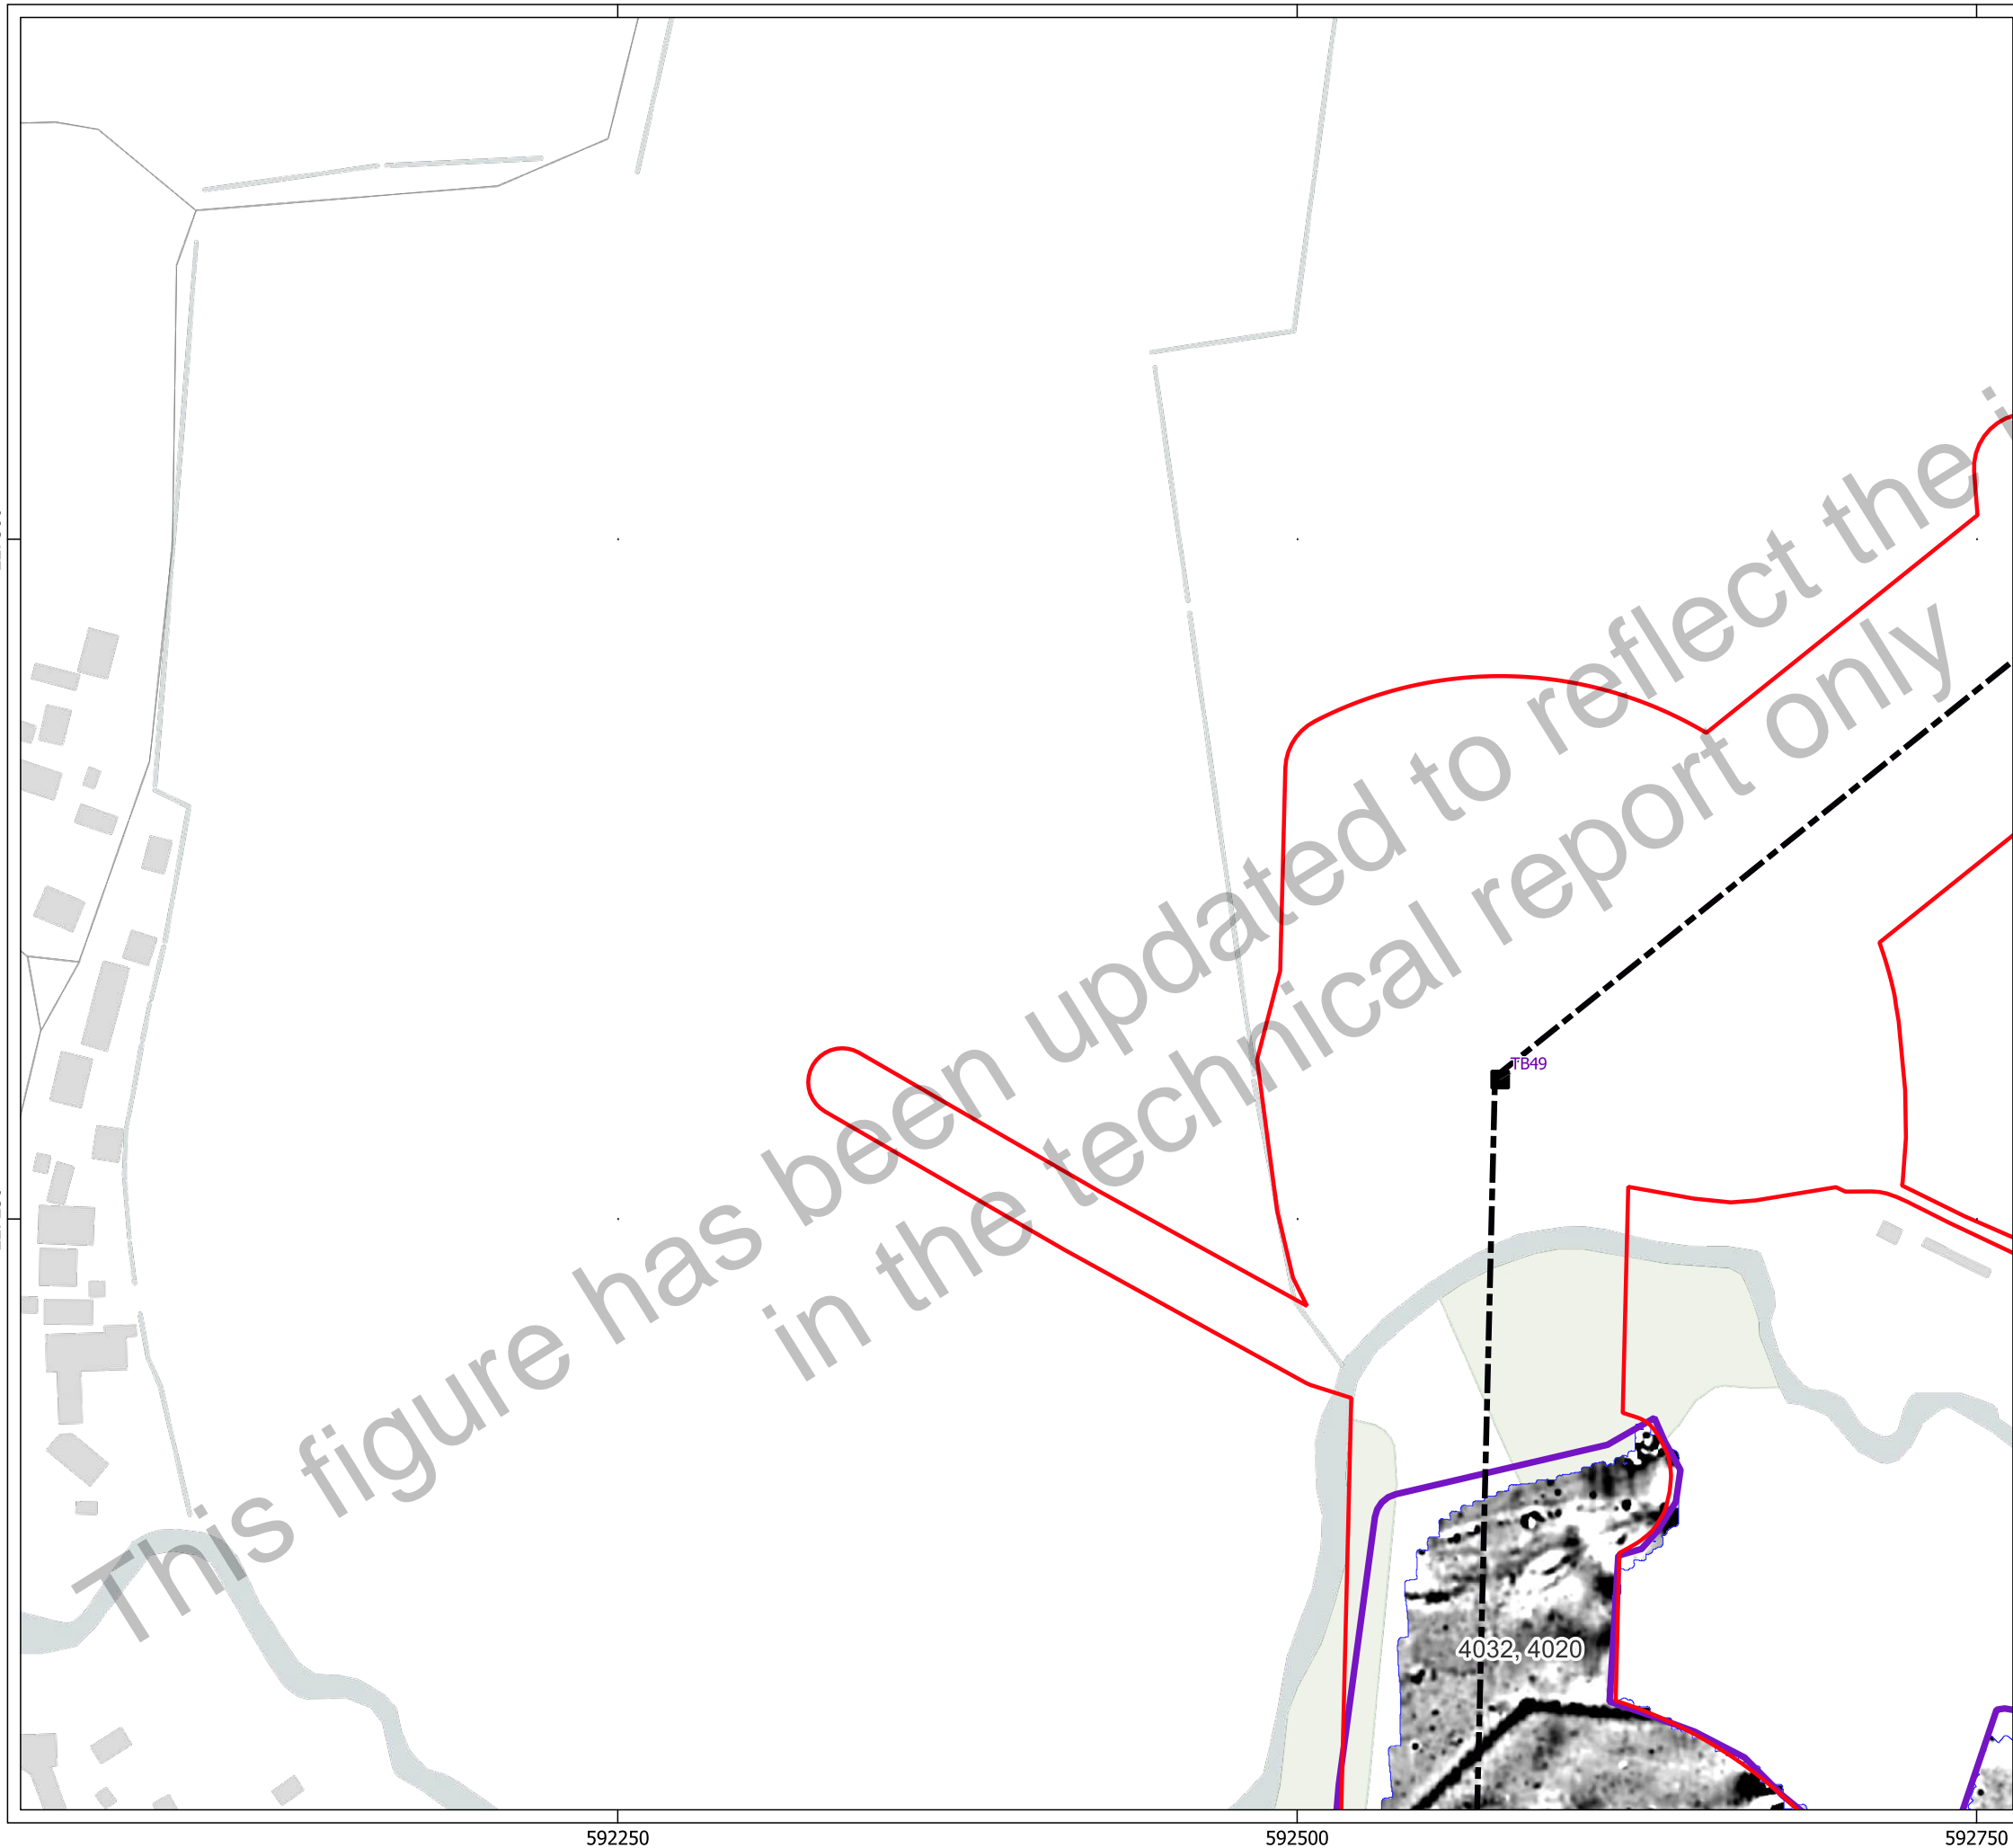 This figure has been updated to reflect the
in the technical report only
TB49
4032, 4020
592250
592500
592750